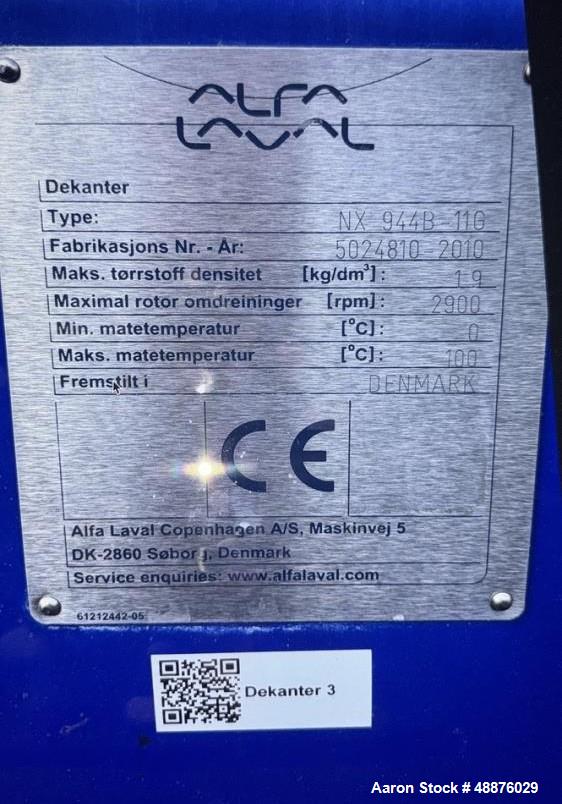 ALFA
LAVAL
Dekanter
Type: NX 944B-11G
Fabrikasjons Nr. - År: 5024810-2010
Maks. tørrstoff densitet [kg/dm³]: 1.9
Maximal rotor omdreininger [rpm]: 2900
Min. matetemperatur [°C]: 0
Maks. matetemperatur [°C]: 100
Fremstilt i DENMARK
CE
Alfa Laval Copenhagen A/S, Maskinvej 5
DK-2860 Søborg, Denmark
Service enquiries: www.alfalaval.com
61212442-05
Dekanter 3
Aaron Stock # 48876029